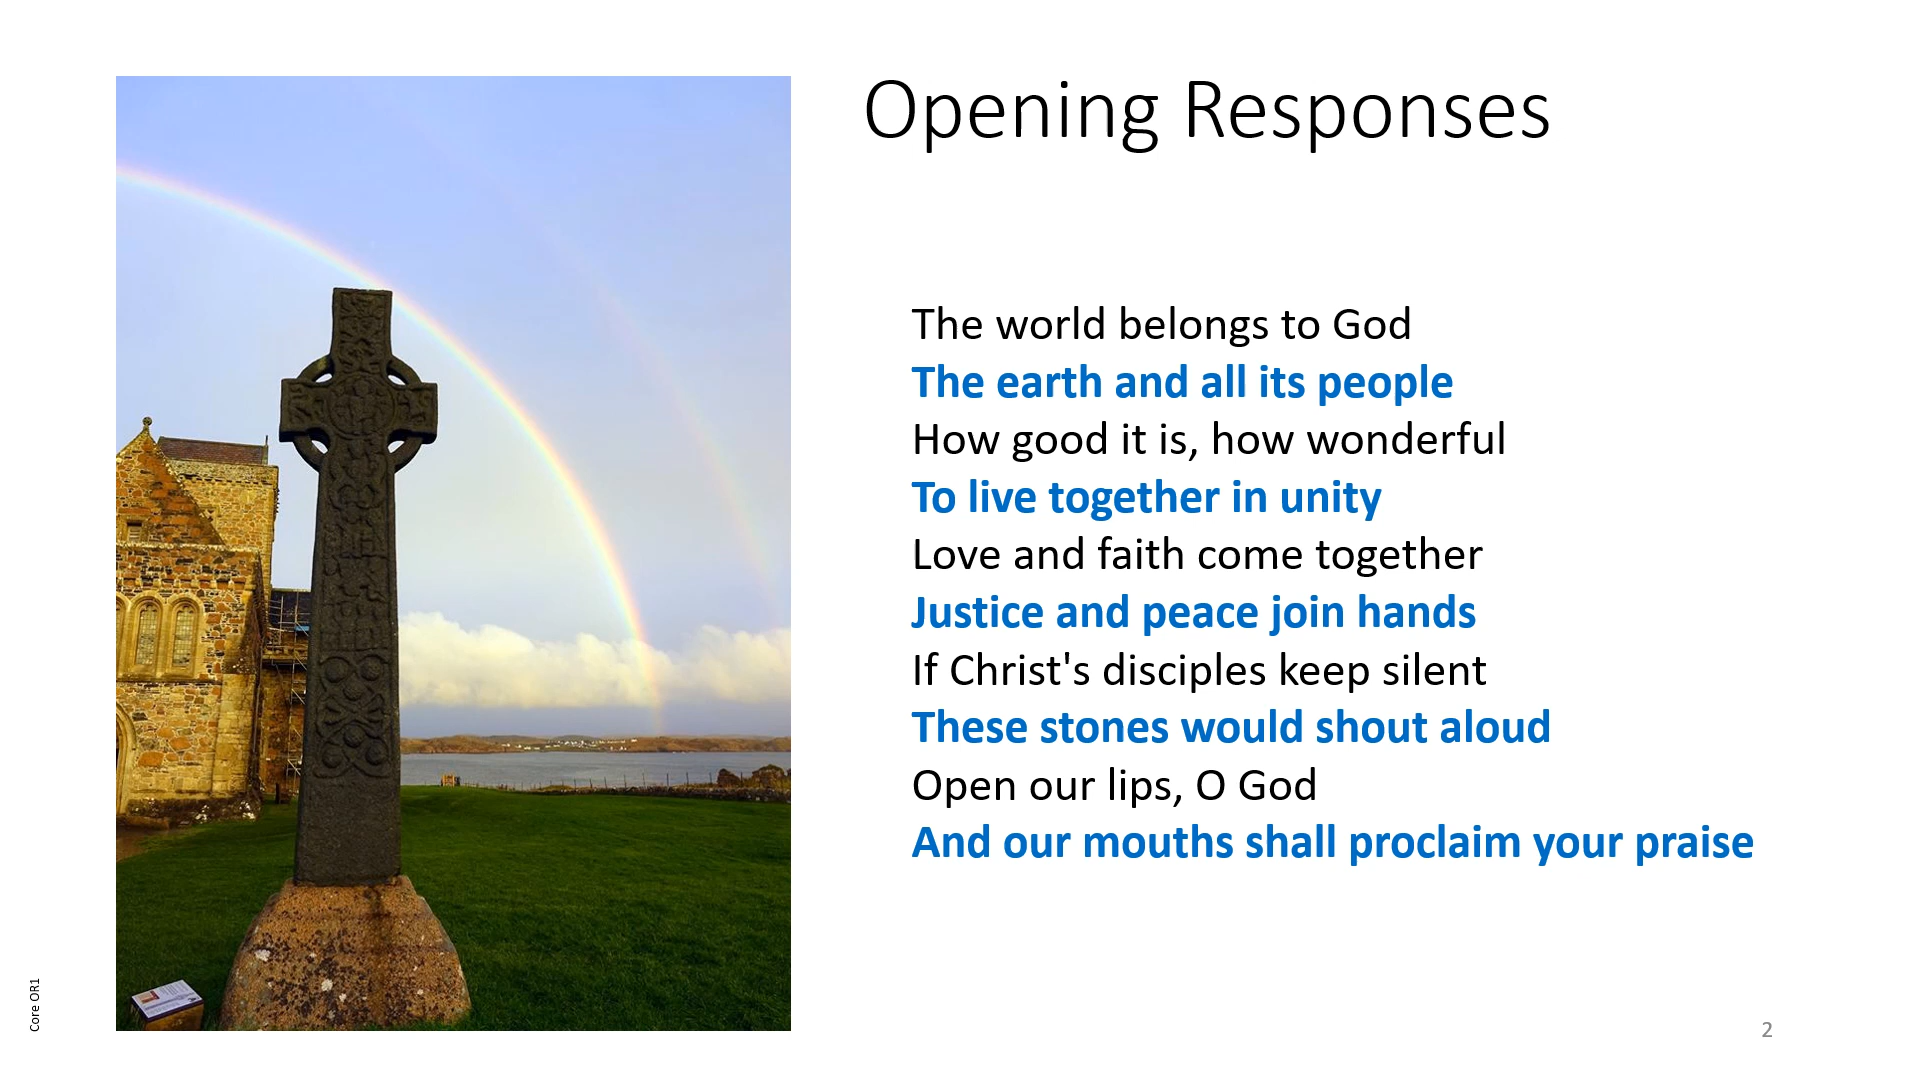 Opening Responses
The world belongs to God
The earth and all its people
How good it is, how wonderful
To live together in unity
Love and faith come together
Justice and peace join hands
If Christ's disciples keep silent
These stones would shout aloud
Open our lips, O God
And our mouths shall proclaim your praise
Core OR1
2